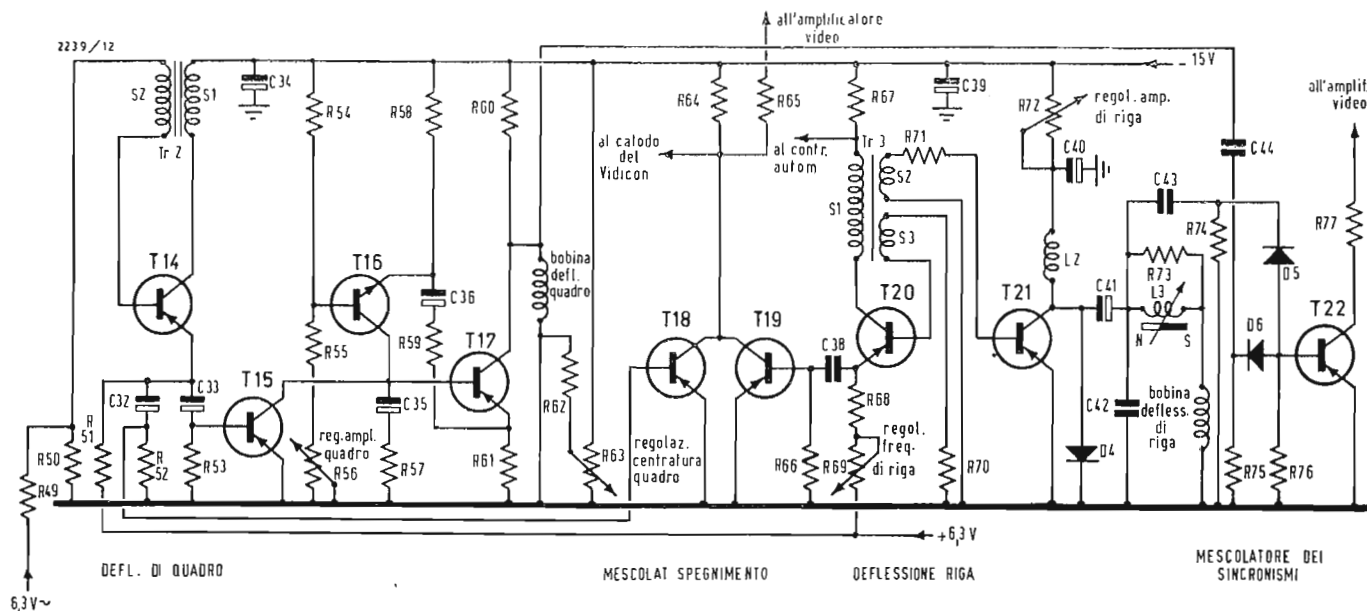 all'amplificatore
video
2239/12
- 15V
all'amplif
video
S2
S1
C34
Tr 2
R54
R58
R60
R64
R65
R67
C39
R72
regol. amp.
di riga
C40
al catodo
del
Vidicon
al contr.
autom
Tr 3
R71
S2
S1
S3
C44
C43
R74
R77
T14
T16
C36
bobina
defl.
quadro
L2
R73
C41
L3
D5
T20
T21
T22
R55
R59
T17
T18
T19
C38
N
S
D6
C32
C33
T15
C35
R62
R68
C42
bobina
defless.
di
riga
R
51
reg.ampl.
quadro
regolaz.
centratura
quadro
regol.
freq.
di riga
D4
R50
R
52
R53
R56
R57
R61
R63
R66
R69
R70
R75
R76
R49
+6,3V
6,3V~
DEFL. DI QUADRO
MESCOLAT SPEGNIMENTO
DEFLESSIONE RIGA
MESCOLATORE DEI
SINCRONISMI